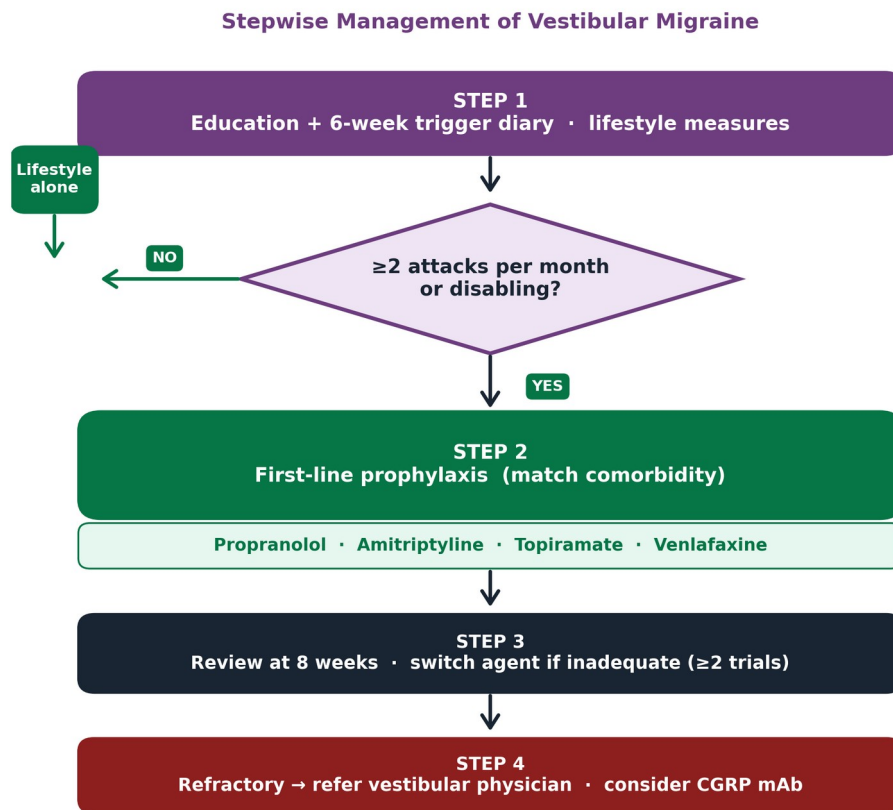 Stepwise Management of Vestibular Migraine
STEP 1
Education + 6-week trigger diary · lifestyle measures
Lifestyle
alone
≥2 attacks per month
or disabling?
NO
YES
STEP 2
First-line prophylaxis (match comorbidity)
Propranolol · Amitriptyline · Topiramate · Venlafaxine
STEP 3
Review at 8 weeks · switch agent if inadequate (≥2 trials)
STEP 4
Refractory → refer vestibular physician · consider CGRP mAb